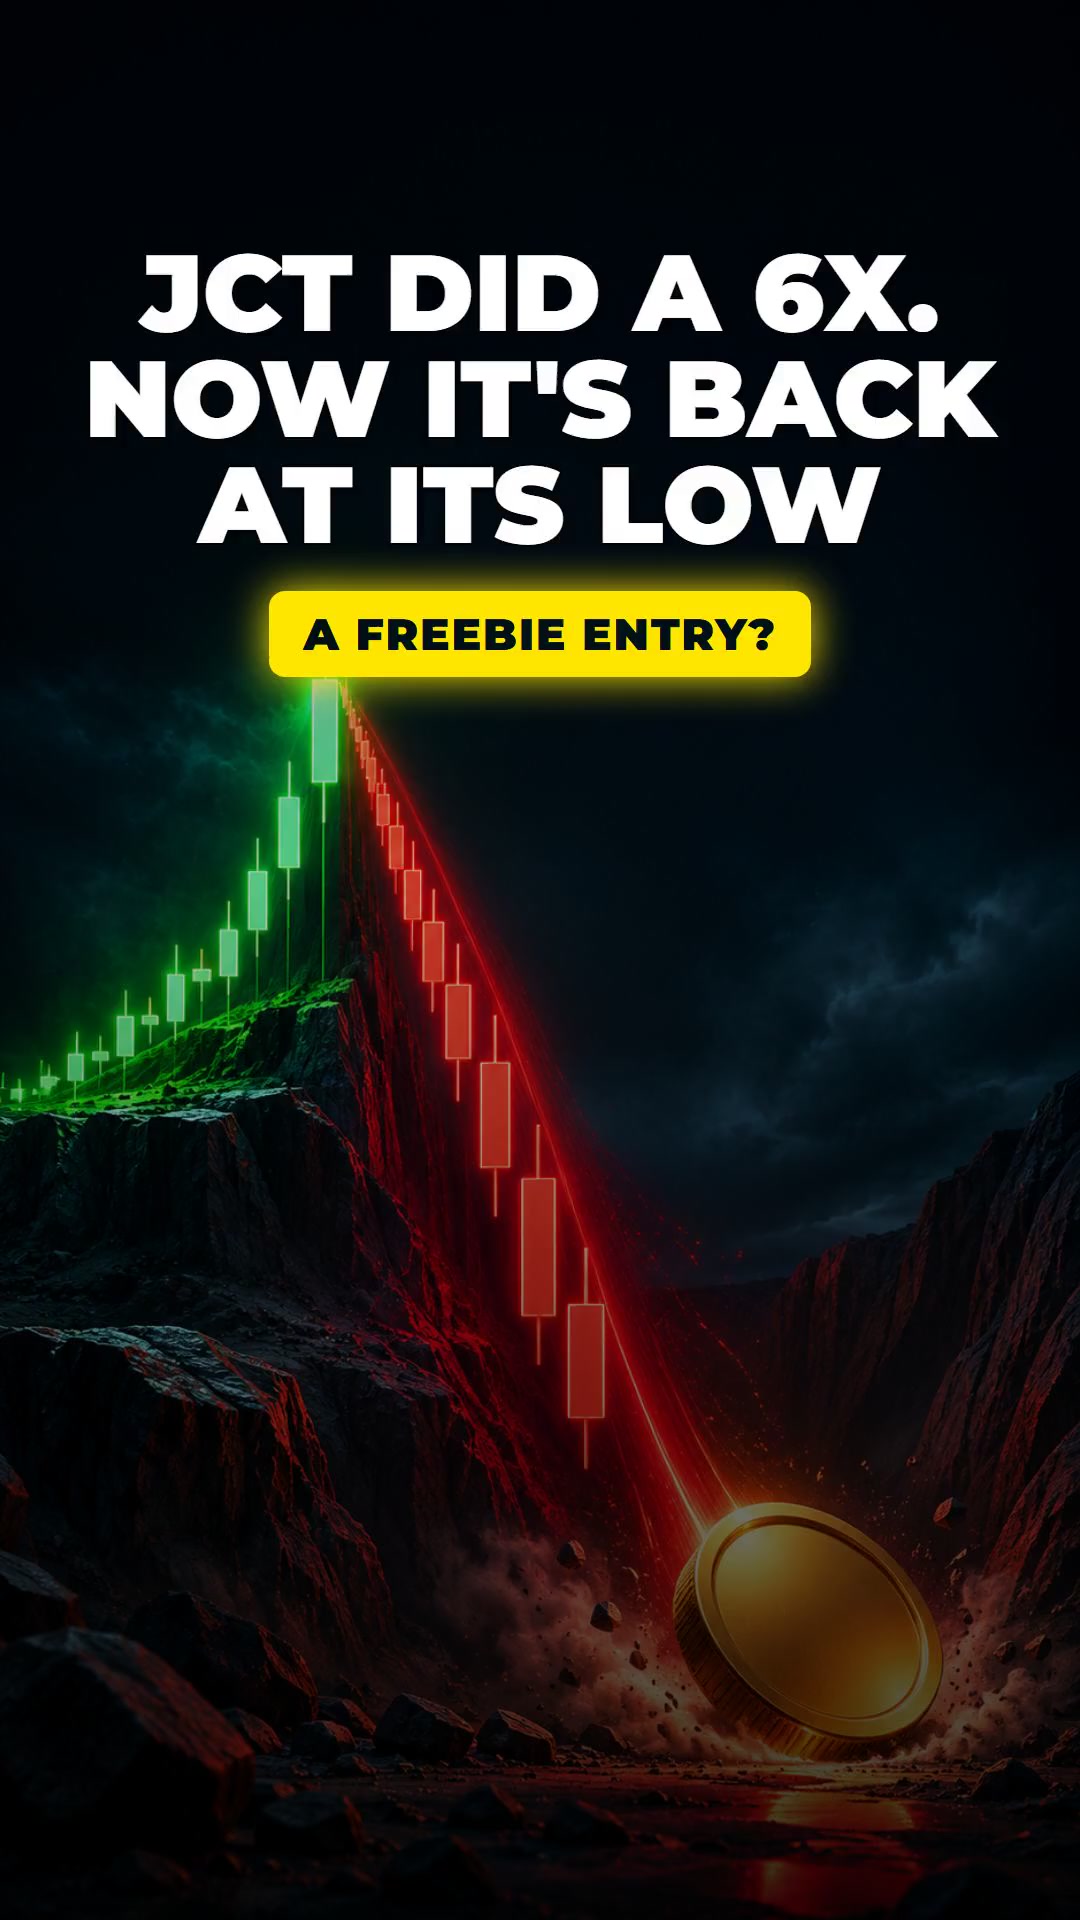 JCT DID A 6X.
NOW IT'S BACK
AT ITS LOW
A FREEBIE ENTRY?